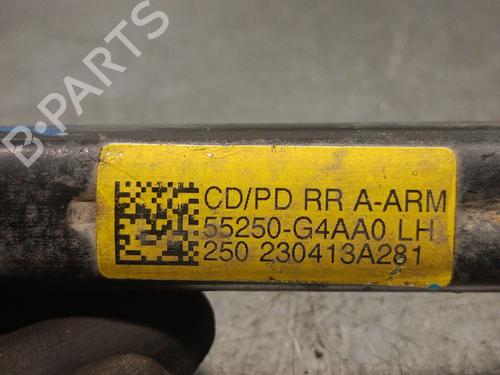 B-PARTS
CD/PD RR A-ARM
55250-G4AA0 LH
250 230413A281